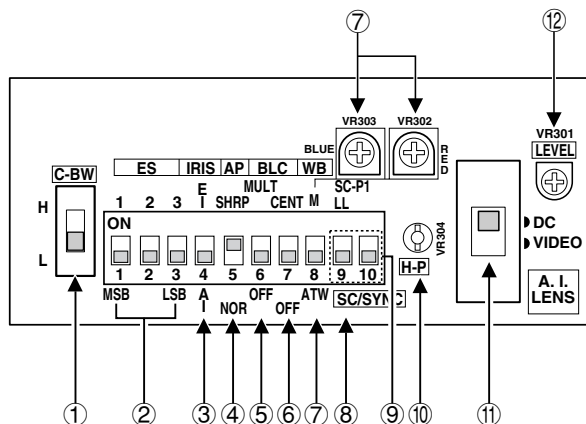 ⑦ ⑫
VR303 VR302 VR301
BLUE RED LEVEL
C-BW ES IRIS AP BLC WB
MULT SC-P1
1 2 3 EI SHRP CENT M LL
H
ON
DC
VIDEO
VR304
L
1 2 3 4 5 6 7 8 9 10
H-P
MSB LSB AI OFF ATW SC/SYNC
NOR OFF
A. I.
LENS
① ② ③ ④ ⑤ ⑥ ⑦ ⑧ ⑨ ⑩ ⑪